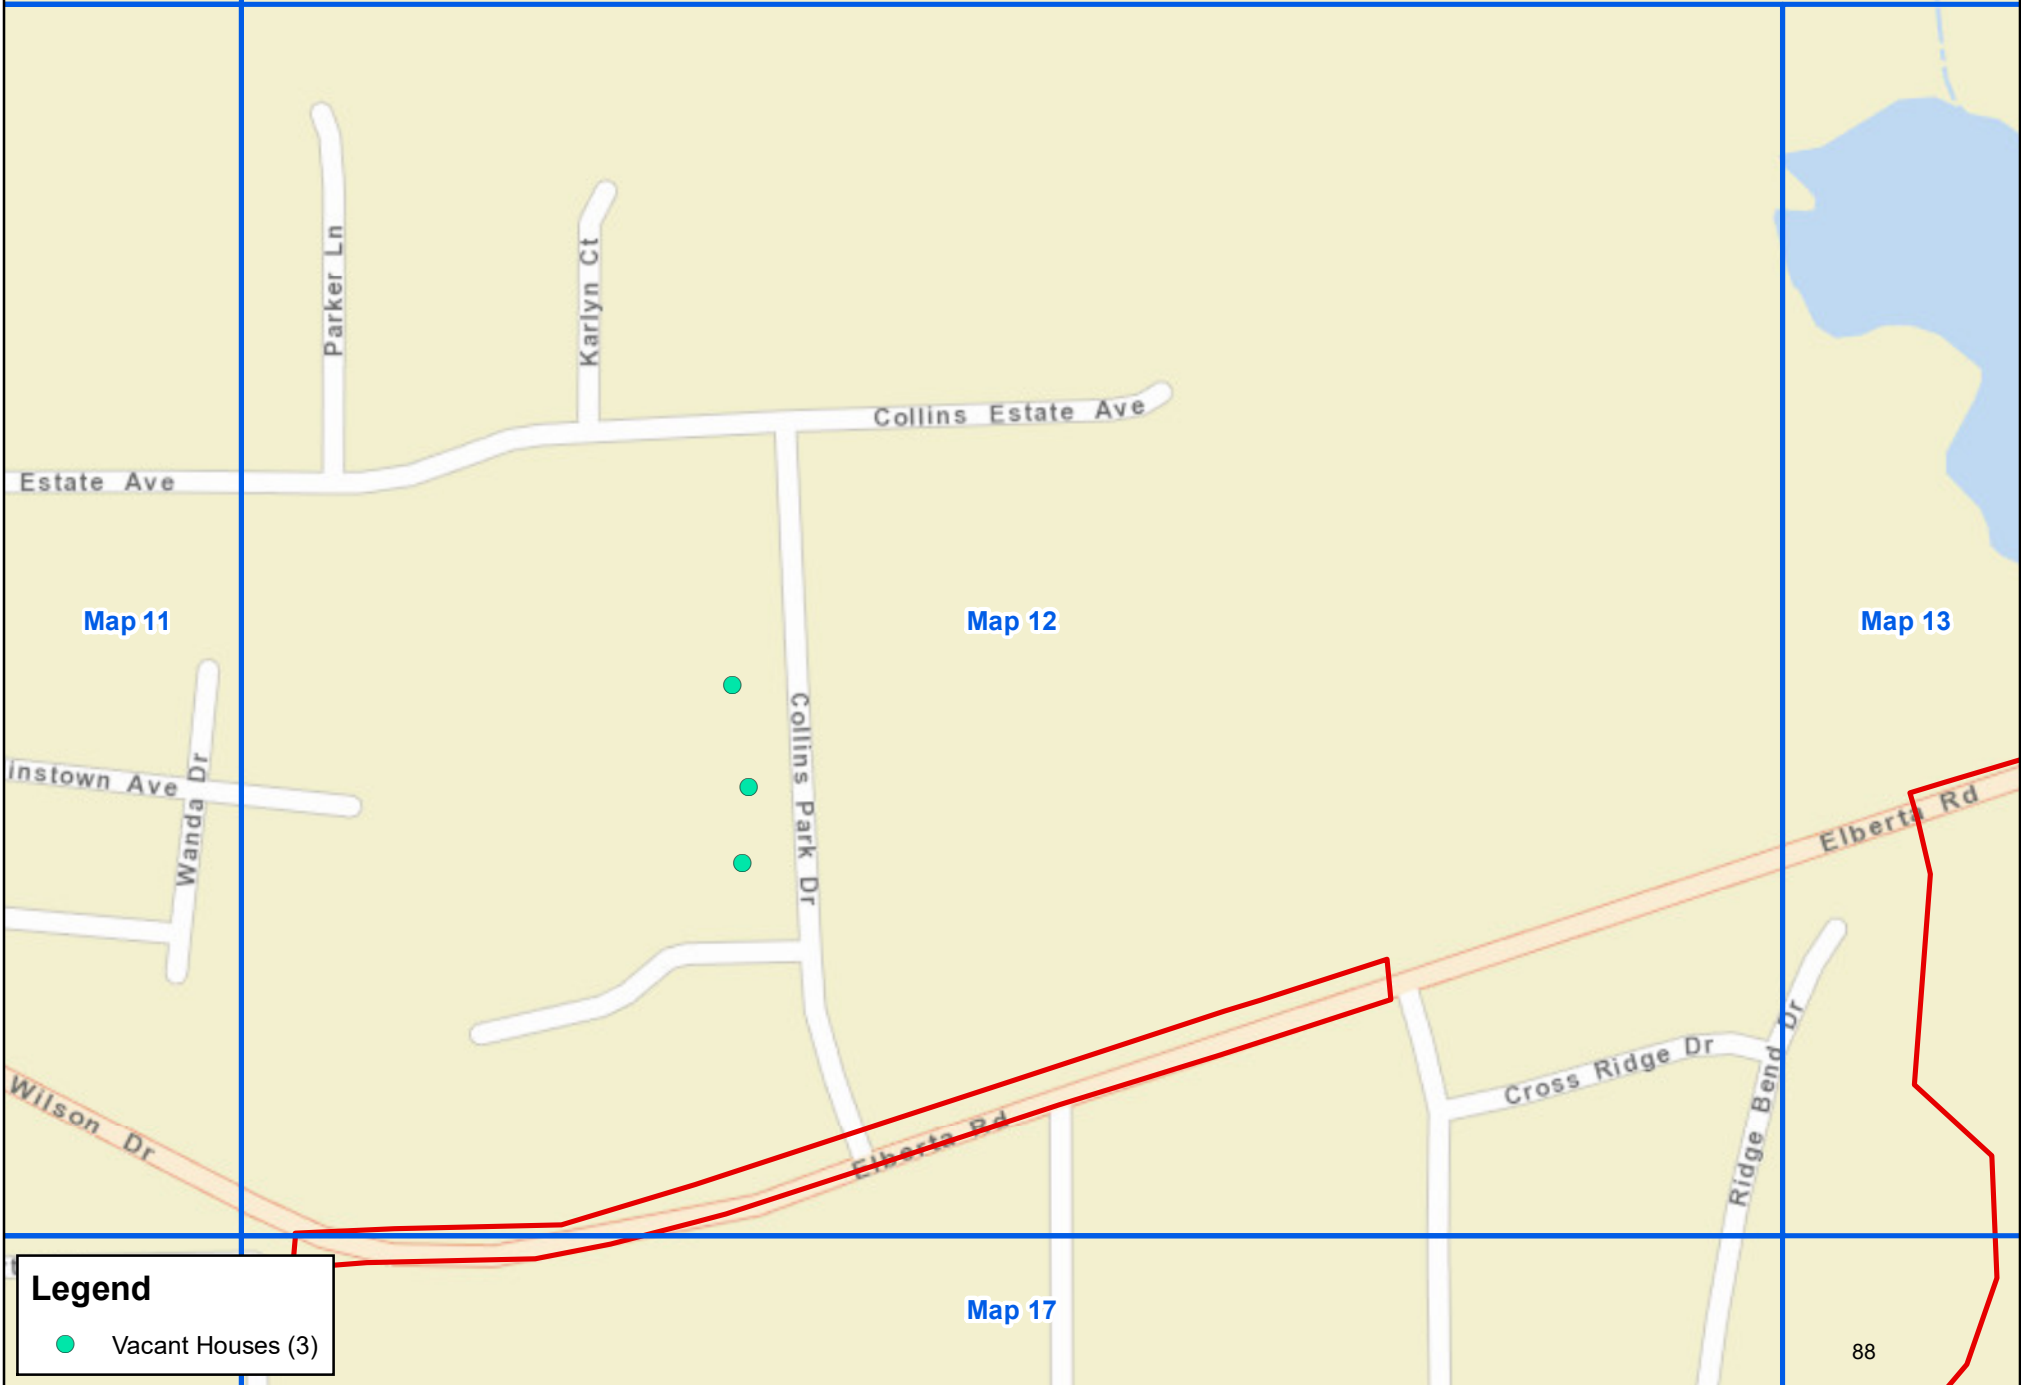 Parker Ln
Karlyn Ct
Collins Estate Ave
Estate Ave
Map 11
Map 12
Map 13
Collins Park Dr
instown Ave
Wanda Dr
Elberta Rd
Wilson Dr
Elberta Rd
Cross Ridge Dr
Ridge Bend Dr
Map 17
Legend
Vacant Houses (3)
88